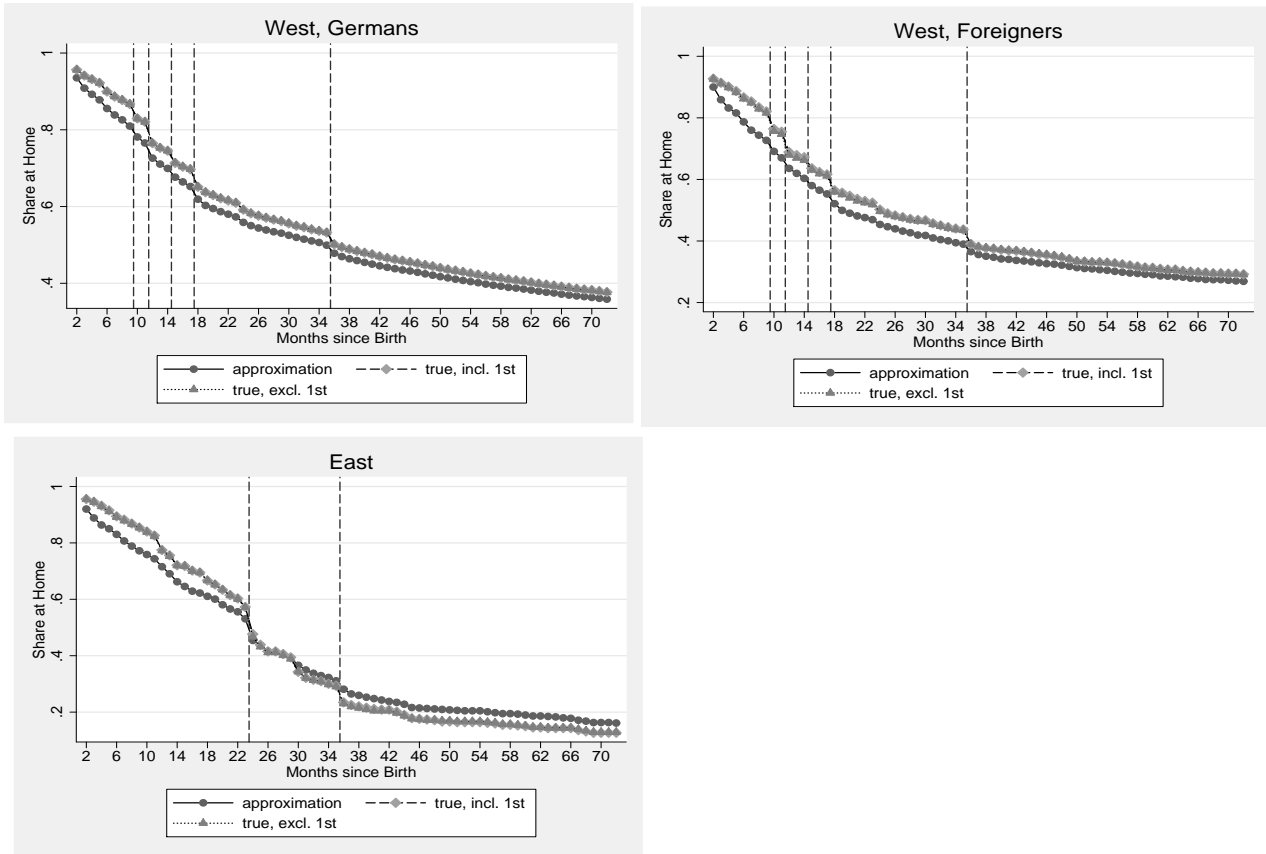 West, Germans
Share at Home
1
.8
.6
.4
2 6 10 14 18 22 26 30 34 38 42 46 50 54 58 62 66 70
Months since Birth
approximation true, incl. 1st
true, excl. 1st
West, Foreigners
Share at Home
1
.8
.6
.4
.2
2 6 10 14 18 22 26 30 34 38 42 46 50 54 58 62 66 70
Months since Birth
approximation true, incl. 1st
true, excl. 1st
East
Share at Home
1
.8
.6
.4
.2
2 6 10 14 18 22 26 30 34 38 42 46 50 54 58 62 66 70
Months since Birth
approximation true, incl. 1st
true, excl. 1st